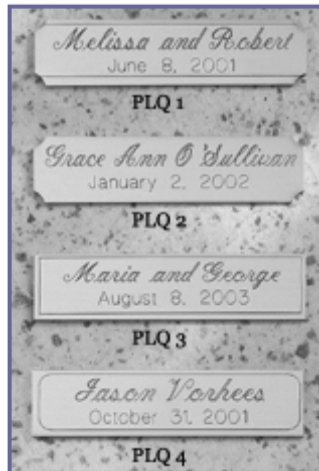 Melissa and Robert
June 8, 2001
PLQ 1
Grace Ann O'Sullivan
January 2, 2002
PLQ 2
Maria and George
August 8, 2003
PLQ 3
Jason Vorhees
October 31, 2001
PLQ 4